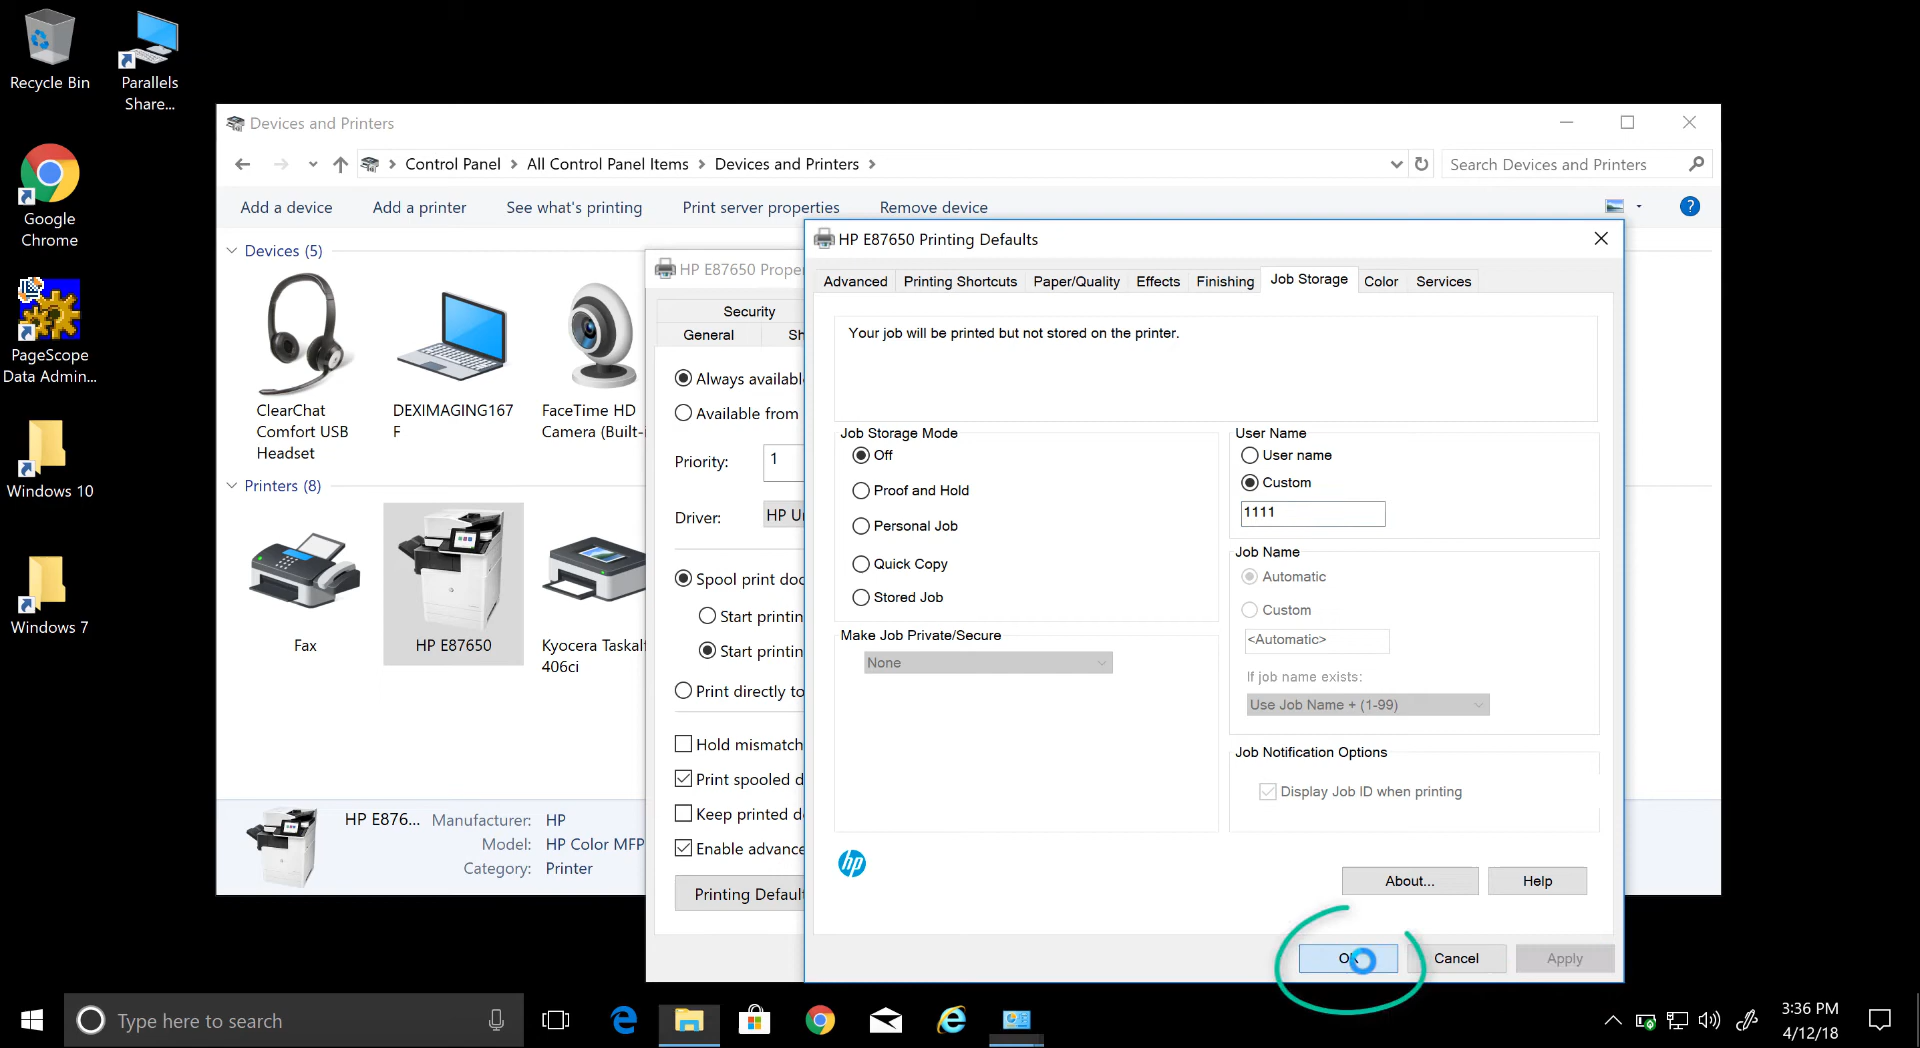 Recycle Bin
Parallels
Share...
Google
Chrome
PageScope
Data Admin...
Windows 10
Windows 7
Devices and Printers
Control Panel
All Control Panel Items
Devices and Printers
Search Devices and Printers
Add a device
Add a printer
See what's printing
Print server properties
Remove device
?
Devices (5)
ClearChat
Comfort USB
Headset
DEXIMAGING167
F
FaceTime HD
Camera (Built-i
Printers (8)
Fax
HP E87650
Kyocera Taskalf
406ci
HP E876...
Manufacturer: HP
Model: HP Color MFP
Category: Printer
HP E87650 Proper
Security
General
Sh
Always available
Available from
Priority:
1
Driver:
HP Un
Spool print doc
Start printin
Start printin
Print directly to
Hold mismatch
Print spooled d
Keep printed do
Enable advance
Printing Default
HP E87650 Printing Defaults
Advanced
Printing Shortcuts
Paper/Quality
Effects
Finishing
Job Storage
Color
Services
Your job will be printed but not stored on the printer.
Job Storage Mode
Off
Proof and Hold
Personal Job
Quick Copy
Stored Job
Make Job Private/Secure
None
User Name
User name
Custom
1111
Job Name
Automatic
Custom
<Automatic>
If job name exists:
Use Job Name + (1-99)
Job Notification Options
Display Job ID when printing
hp
About...
Help
OK
Cancel
Apply
Type here to search
3:36 PM
4/12/18